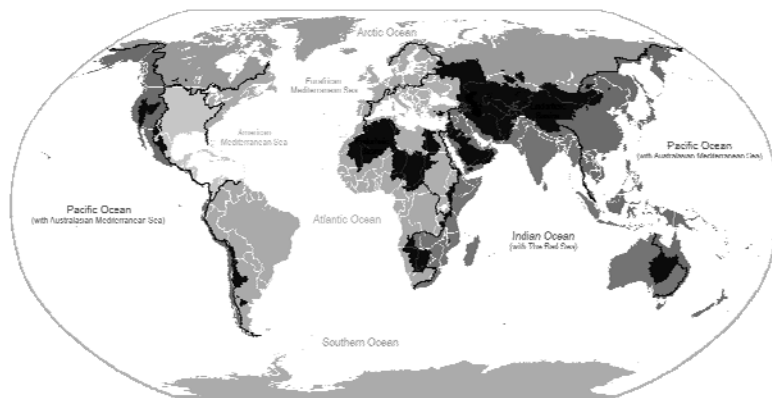 Arctic Ocean
Eurafrican
Mediterranean Sea
American
Mediterranean Sea
Pacific Ocean
(with Australasian Mediterranean Sea)
Pacific Ocean
(with Australasian Mediterranean Sea)
Atlantic Ocean
Indian Ocean
(with The Red Sea)
Southern Ocean